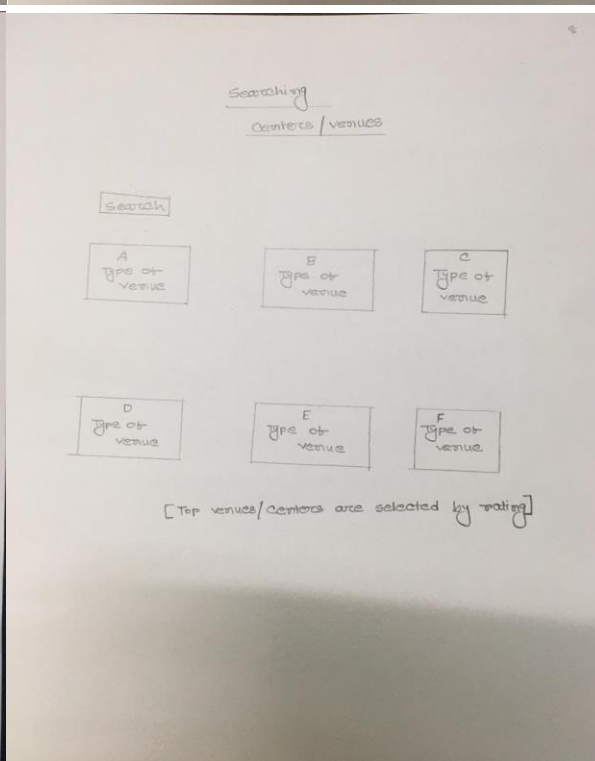 8
Searching
Centers/venues
Search
A
Type of
venue
B
Type of
venue
C
Type of
venue
D
Type of
venue
E
Type of
venue
F
Type of
venue
[Top venues/centers are selected by rating]